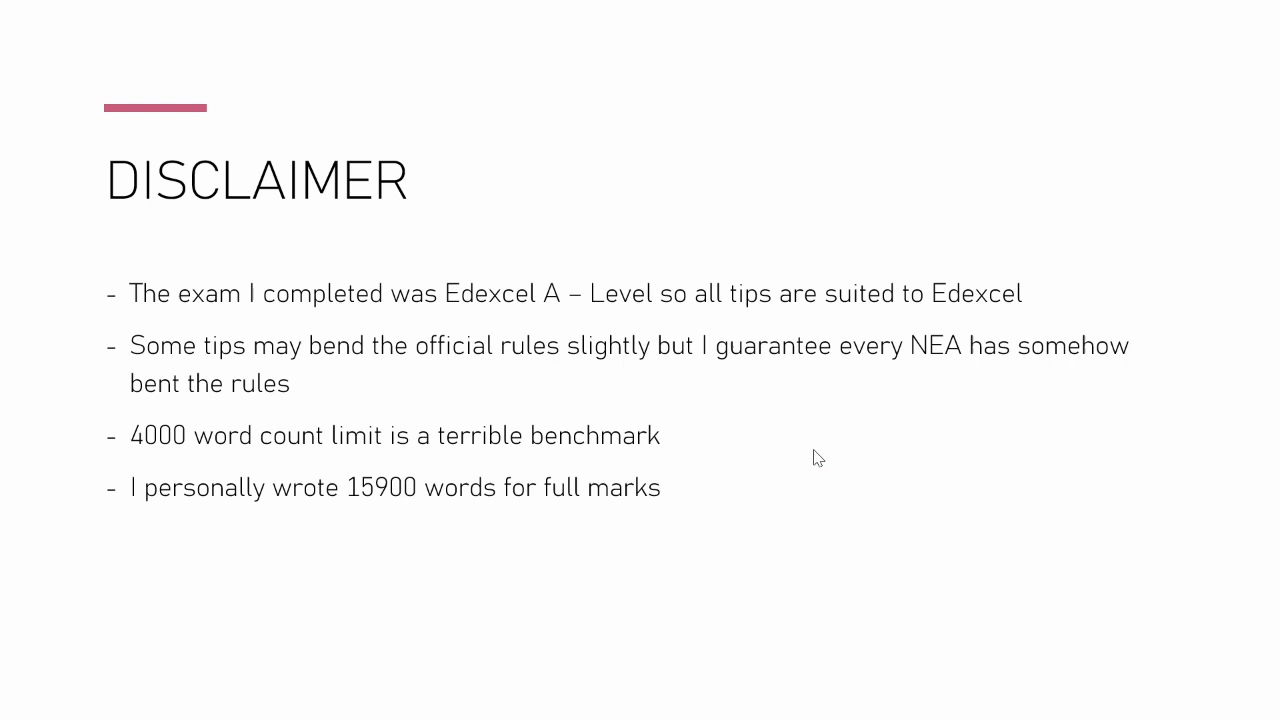 DISCLAIMER
- The exam I completed was Edexcel A – Level so all tips are suited to Edexcel
- Some tips may bend the official rules slightly but I guarantee every NEA has somehow
bent the rules
- 4000 word count limit is a terrible benchmark
- I personally wrote 15900 words for full marks